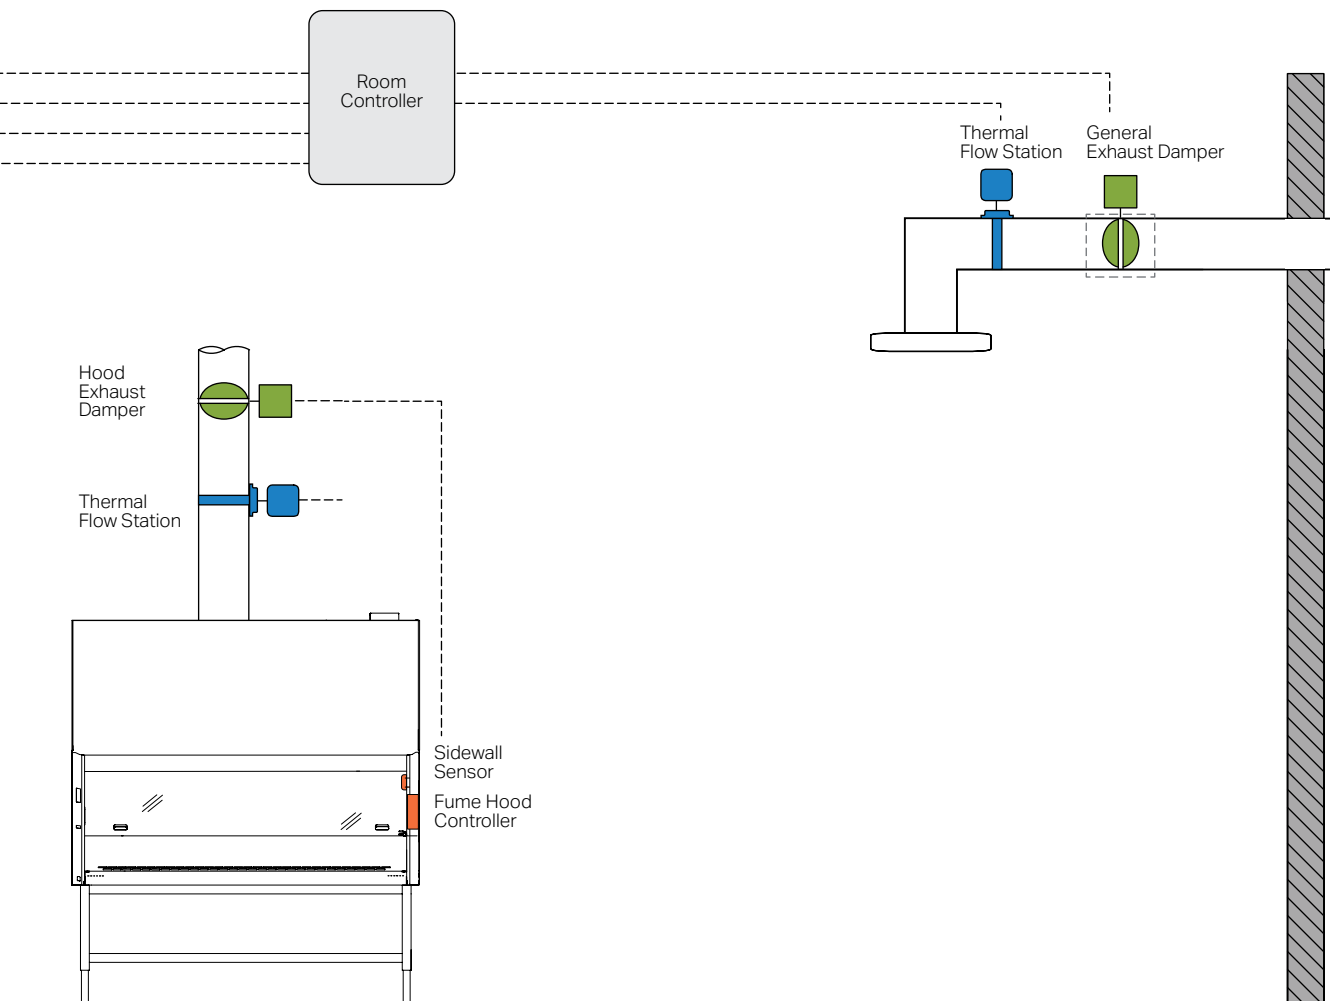 Room
Controller
Thermal
Flow Station
General
Exhaust Damper
Hood
Exhaust
Damper
Thermal
Flow Station
Sidewall
Sensor
Fume Hood
Controller